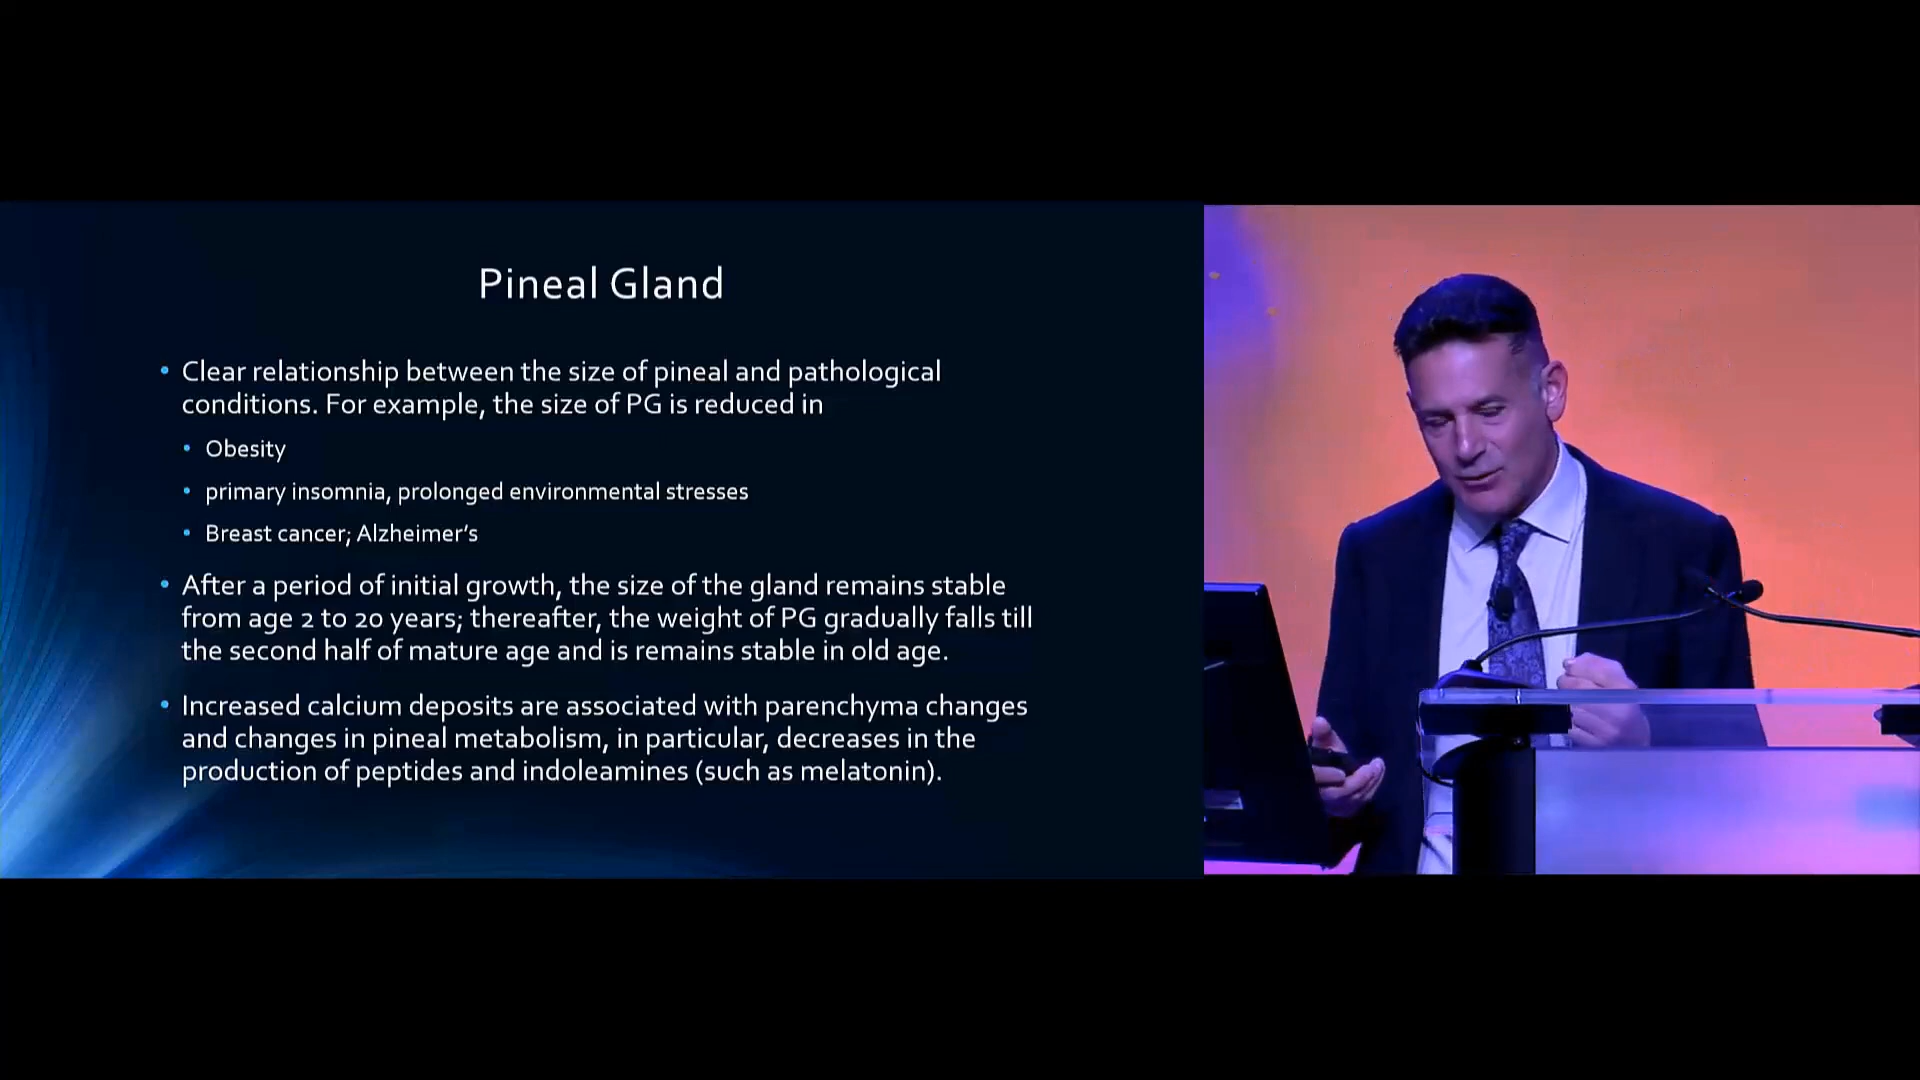 Pineal Gland
• Clear relationship between the size of pineal and pathological
conditions. For example, the size of PG is reduced in
• Obesity
• primary insomnia, prolonged environmental stresses
• Breast cancer; Alzheimer’s
• After a period of initial growth, the size of the gland remains stable
from age 2 to 20 years; thereafter, the weight of PG gradually falls till
the second half of mature age and is remains stable in old age.
• Increased calcium deposits are associated with parenchyma changes
and changes in pineal metabolism, in particular, decreases in the
production of peptides and indoleamines (such as melatonin).